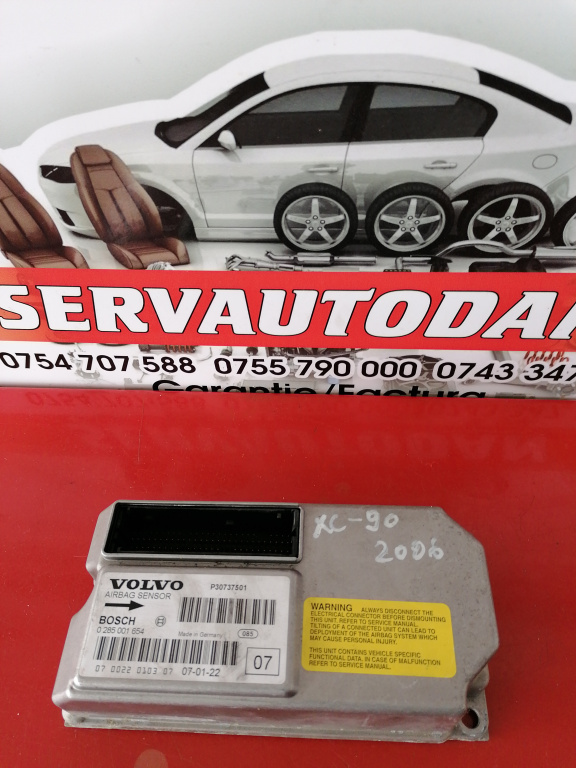 SERVAUTODAN
0754 707 588 0755 790 000 0743 347
Garantie/Factura
XC-90
2006
VOLVO
AIRBAG SENSOR
P30737501
BOSCH
0 285 001 654
Made in Germany
085
07 0022 0103 07 07-01-22
07
WARNING ALWAYS DISCONNECT THE
ELECTRICAL CONNECTOR BEFORE DISMOUNTING
THIS UNIT. REFER TO SERVICE MANUAL.
TILTING OF A CONNECTED UNIT CAN LEAD TO
DEPLOYMENT OF THE AIRBAG SYSTEM WHICH
MAY CAUSE PERSONAL INJURY.
THIS UNIT CONTAINS VEHICLE SPECIFIC
FUNCTIONAL DATA. IN CASE OF MALFUNCTION
REFER TO SERVICE MANUAL.